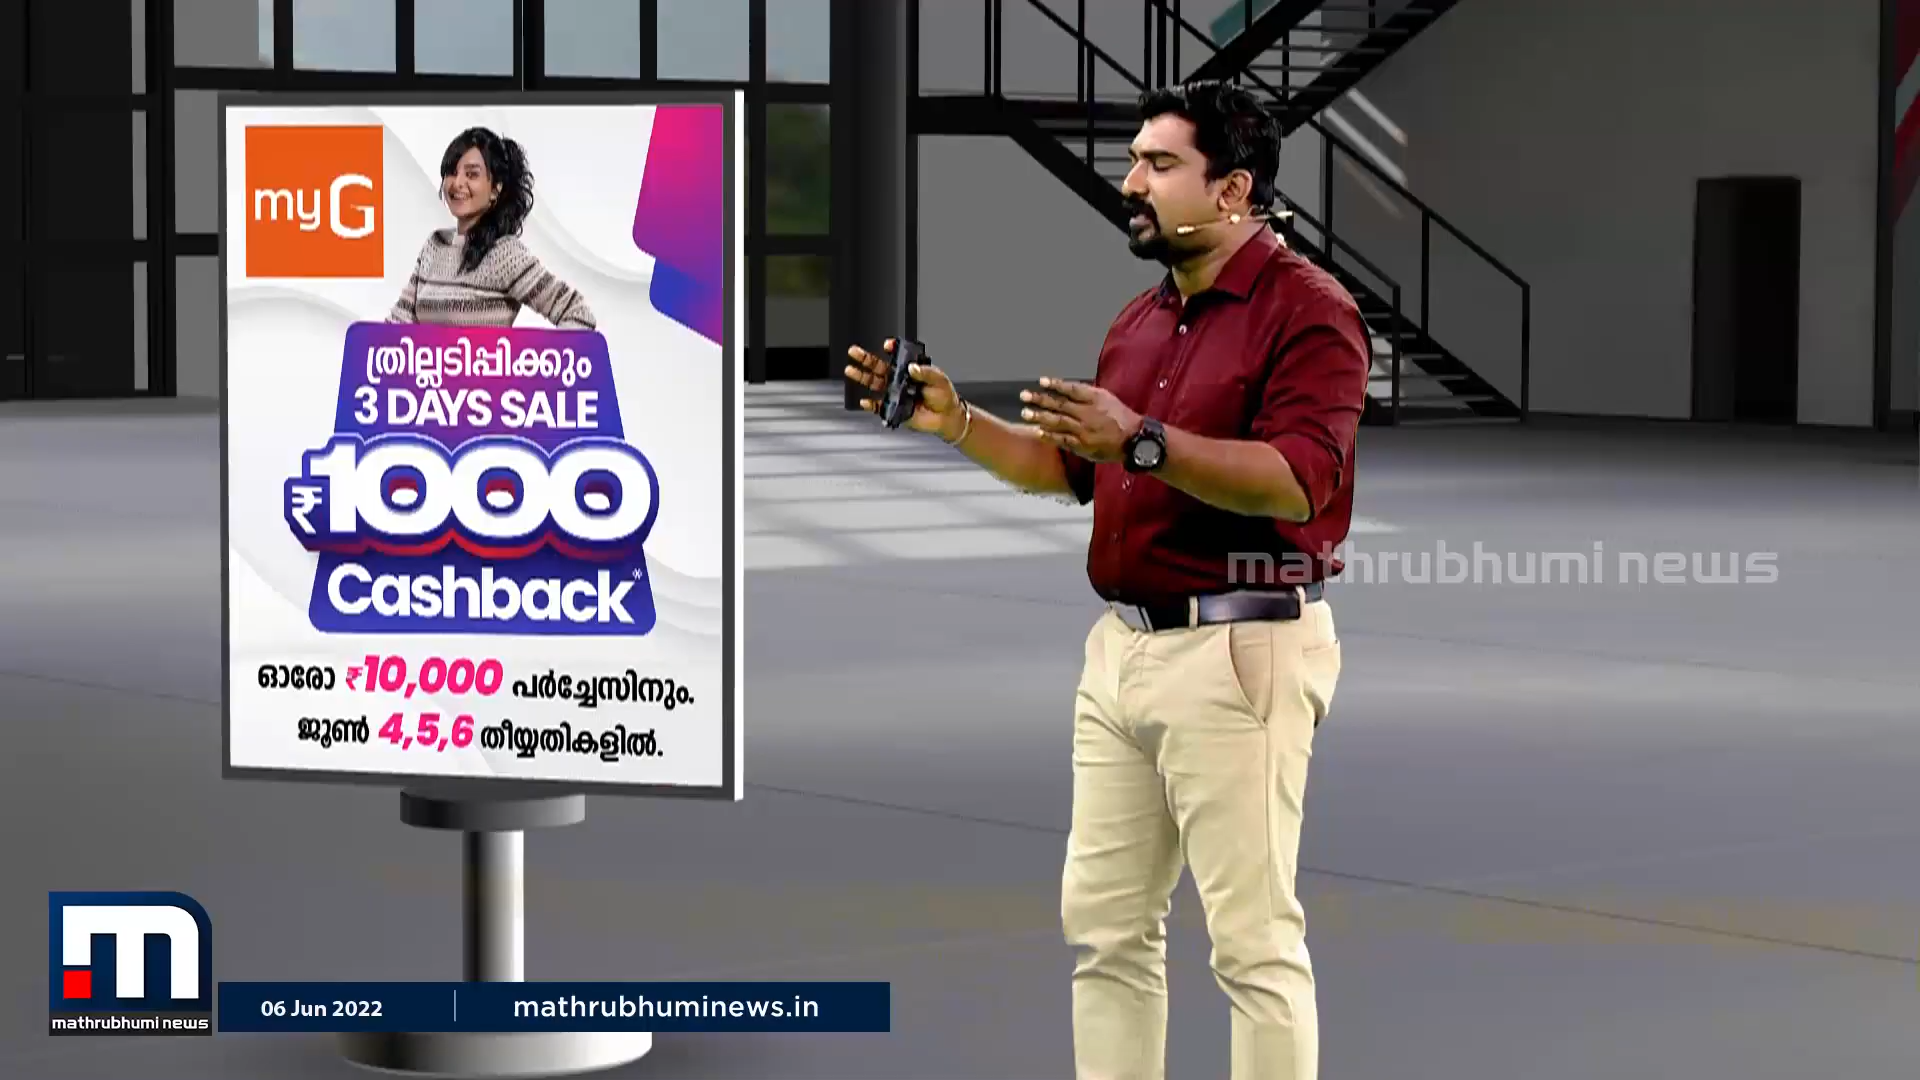 myG
ത്രില്ലടിപ്പിക്കും
3 DAYS SALE
₹1000
Cashback*
ഓരോ ₹10,000 പർച്ചേസിനും.
ജൂൺ 4,5,6 തീയ്യതികളിൽ.
mathrubhumi news
mathrubhumi news
06 Jun 2022
mathrubhuminews.in